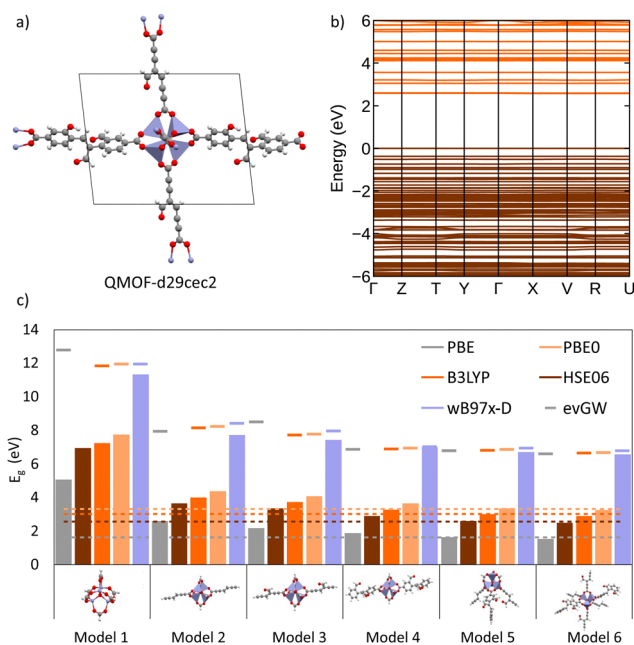 a)
QMOF-d29cec2
b)
Energy (eV)
6
4
2
0
−2
−4
−6
Γ Z T Y Γ X V R U
c)
E_g (eV)
14
12
10
8
6
4
2
0
PBE PBE0
B3LYP HSE06
wB97x-D evGW
Model 1 Model 2 Model 3 Model 4 Model 5 Model 6